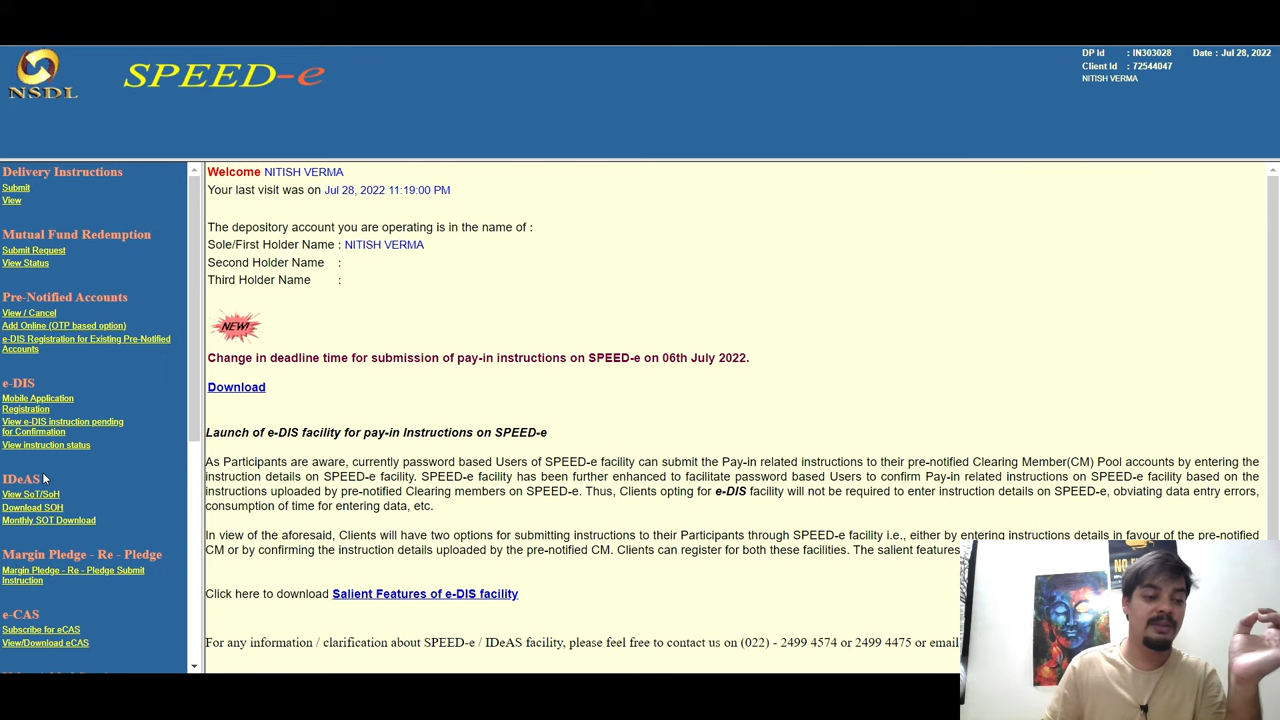 NSDL
SPEED-e
DP Id : IN303028 Date : Jul 28, 2022
Client Id : 72544047
NITISH VERMA
Delivery Instructions
Submit
View
Mutual Fund Redemption
Submit Request
View Status
Pre-Notified Accounts
View / Cancel
Add Online (OTP based option)
e-DIS Registration for Existing Pre-Notified
Accounts
e-DIS
Mobile Application
Registration
View e-DIS instruction pending
for Confirmation
View instruction status
IDeAS
View SoT/SoH
Download SOH
Monthly SOT Download
Margin Pledge - Re - Pledge
Margin Pledge - Re - Pledge Submit
Instruction
e-CAS
Subscribe for eCAS
View/Download eCAS
Welcome NITISH VERMA
Your last visit was on Jul 28, 2022 11:19:00 PM
The depository account you are operating is in the name of :
Sole/First Holder Name : NITISH VERMA
Second Holder Name :
Third Holder Name :
NEW!
Change in deadline time for submission of pay-in instructions on SPEED-e on 06th July 2022.
Download
Launch of e-DIS facility for pay-in Instructions on SPEED-e
As Participants are aware, currently password based Users of SPEED-e facility can submit the Pay-in related instructions to their pre-notified Clearing Member(CM) Pool accounts by entering the
instruction details on SPEED-e facility. SPEED-e facility has been further enhanced to facilitate password based Users to confirm Pay-in related instructions on SPEED-e facility based on the
instructions uploaded by pre-notified Clearing members on SPEED-e. Thus, Clients opting for e-DIS facility will not be required to enter instruction details on SPEED-e, obviating data entry errors,
consumption of time for entering data, etc.
In view of the aforesaid, Clients will have two options for submitting instructions to their Participants through SPEED-e facility i.e., either by entering instructions details in favour of the pre-notified
CM or by confirming the instruction details uploaded by the pre-notified CM. Clients can register for both these facilities. The salient features
Click here to download Salient Features of e-DIS facility
For any information / clarification about SPEED-e / IDeAS facility, please feel free to contact us on (022) - 2499 4574 or 2499 4475 or email